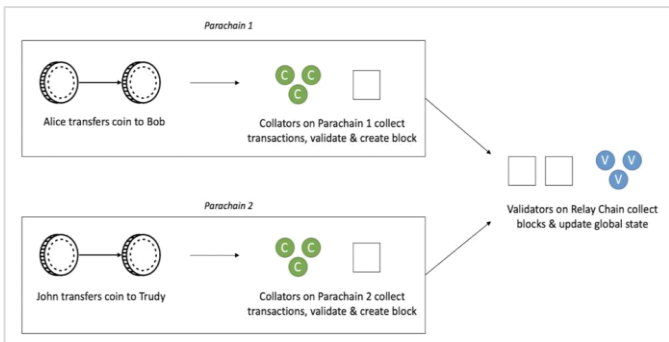 Parachain 1
C C
C
Alice transfers coin to Bob
Collators on Parachain 1 collect
transactions, validate & create block
V V
V
Validators on Relay Chain collect
blocks & update global state
Parachain 2
C C
C
John transfers coin to Trudy
Collators on Parachain 2 collect
transactions, validate & create block